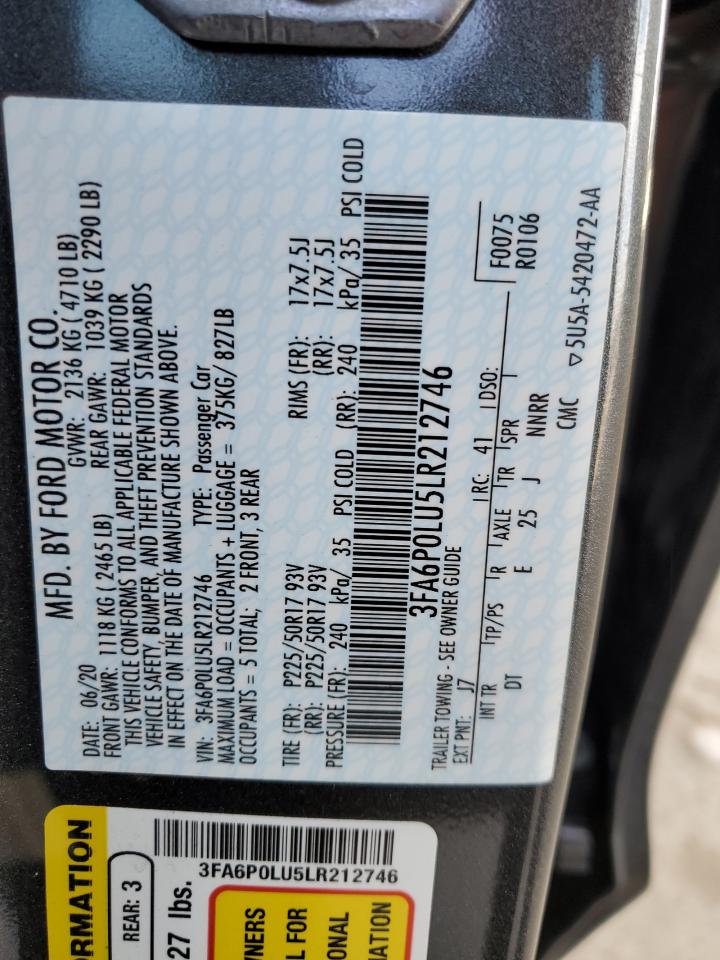 MFD. BY FORD MOTOR CO.
DATE: 06/20 GVWR: 2136 KG ( 4710 LB)
FRONT GAWR: 1118 KG ( 2465 LB) REAR GAWR: 1039 KG ( 2290 LB)
THIS VEHICLE CONFORMS TO ALL APPLICABLE FEDERAL MOTOR
VEHICLE SAFETY, BUMPER, AND THEFT PREVENTION STANDARDS
IN EFFECT ON THE DATE OF MANUFACTURE SHOWN ABOVE.
VIN: 3FA6P0LU5LR212746 TYPE: Passenger Car
MAXIMUM LOAD = OCCUPANTS + LUGGAGE = 375KG/ 827LB
OCCUPANTS = 5 TOTAL; 2 FRONT, 3 REAR
TIRE (FR): P225/50R17 93V RIMS (FR): 17x7.5J
(RR): P225/50R17 93V (RR): 17x7.5J
PRESSURE (FR): 240 kPa/ 35 PSI COLD (RR): 240 kPa/ 35 PSI COLD
3FA6P0LU5LR212746
TRAILER TOWING - SEE OWNER GUIDE
EXT PNT: J7 RC: 41 DSO:
INT TR TP/PS R AXLE TR SPR
DT E 25 J NNRR
F0075
R0106
CMC ▽5U5A-5420472-AA
ORMATION
REAR: 3
27 lbs.
3FA6P0LU5LR212746
WNERS
L FOR
ONAL
ATION